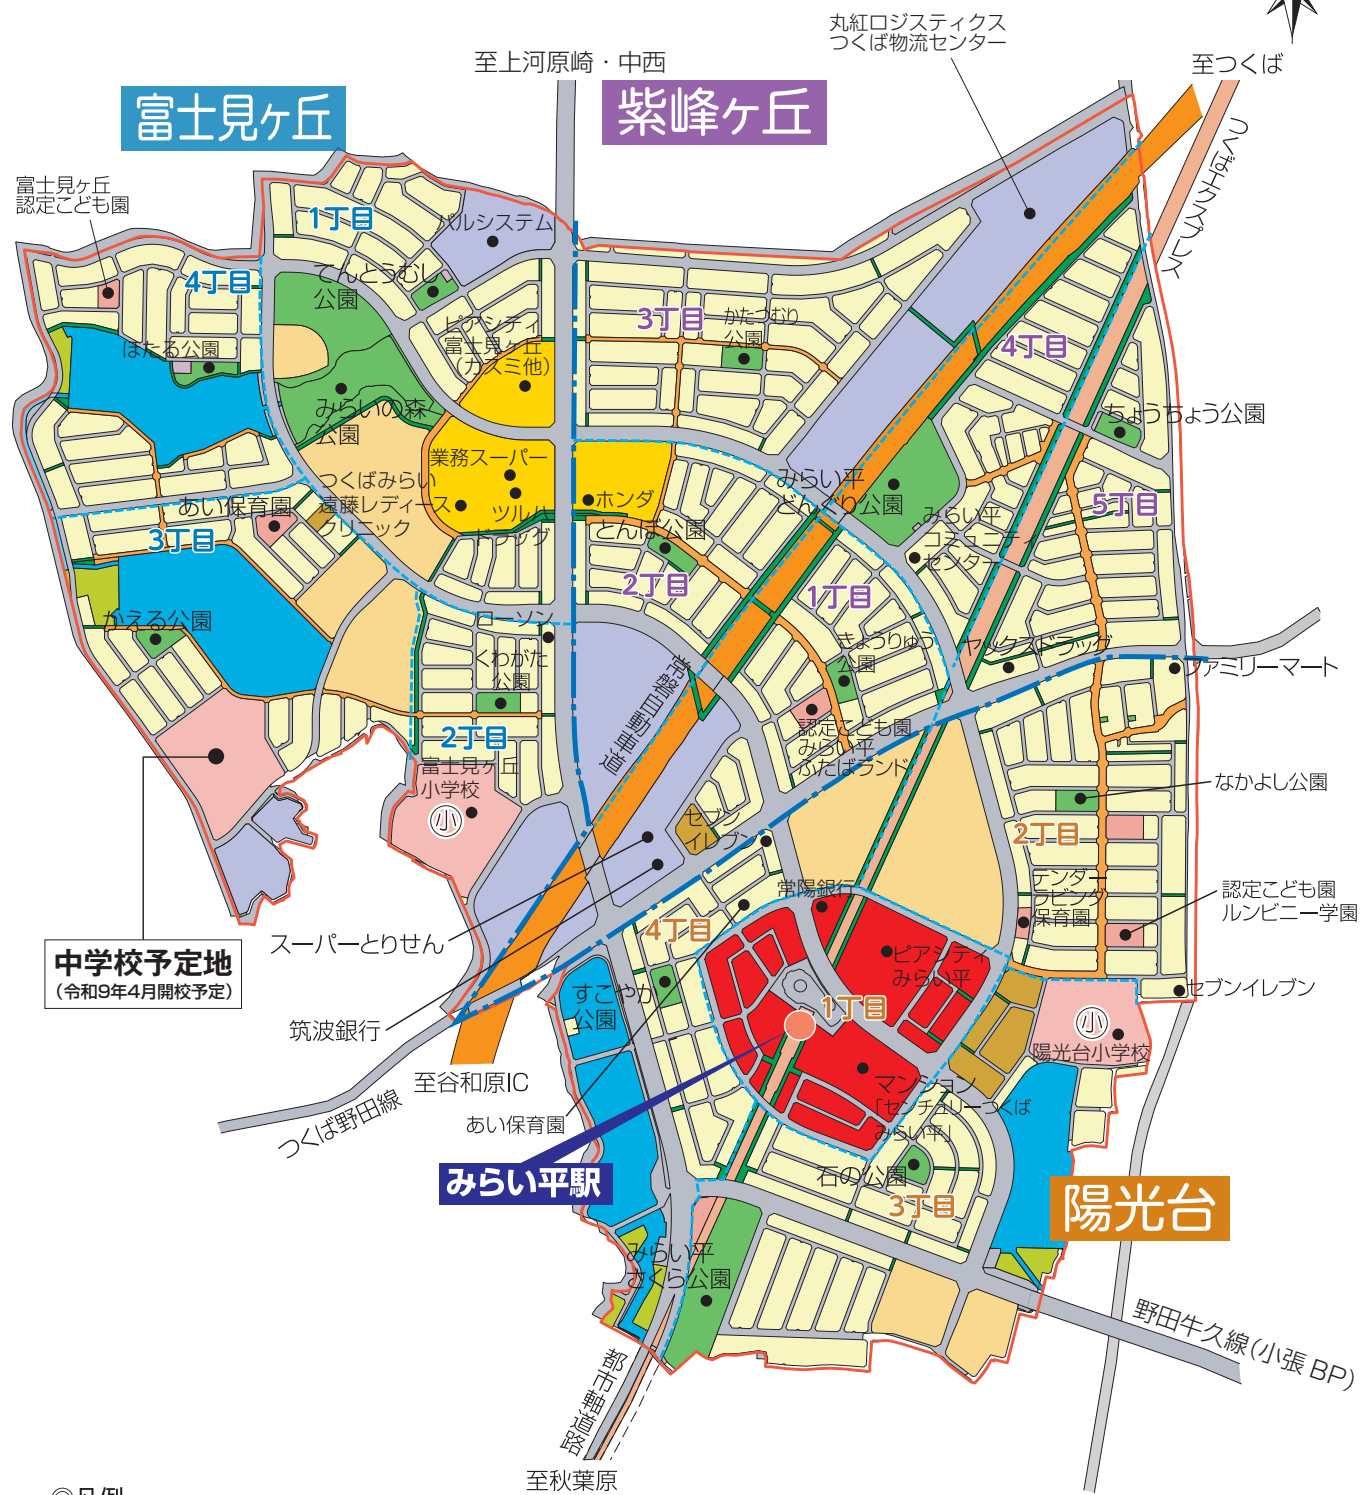 丸紅ロジスティクス
つくば物流センター
至上河原崎・中西
至つくば
富士見ヶ丘
紫峰ヶ丘
つくばエクスプレス
富士見ヶ丘
認定こども園
1丁目
パルシステム
4丁目
てんとうむし
公園
ピアシティ
富士見ヶ丘
(カスミ他)
3丁目
かたつむり
公園
4丁目
ほたる公園
みらいの森
公園
ちょうちょう公園
業務スーパー
つくばみらい
遠藤レディース
クリニック
ツルハ
ドラッグ
ホンダ
みらい平
どんぐり公園
あい保育園
3丁目
とんぼ公園
みらい平
コミュニティ
センター
5丁目
2丁目
1丁目
かえる公園
ローソン
くわがた
公園
きょうりゅう
公園
ヤックスドラッグ
ファミリーマート
常磐自動車道
2丁目
富士見ヶ丘
小学校
小
認定こども園
みらい平
ふたばランド
なかよし公園
セブン
イレブン
2丁目
常陽銀行
テンダー
ラビング
保育園
認定こども園
ルンビニー学園
中学校予定地
(令和9年4月開校予定)
スーパーとりせん
4丁目
ピアシティ
みらい平
すこやか
公園
1丁目
セブンイレブン
筑波銀行
小
陽光台小学校
至谷和原IC
つくば野田線
マンション
「センチュリーつくば
みらい平」
あい保育園
みらい平駅
石の公園
3丁目
陽光台
みらい平
さくら公園
野田牛久線(小張 BP)
都市軸道路
至秋葉原
◎凡例